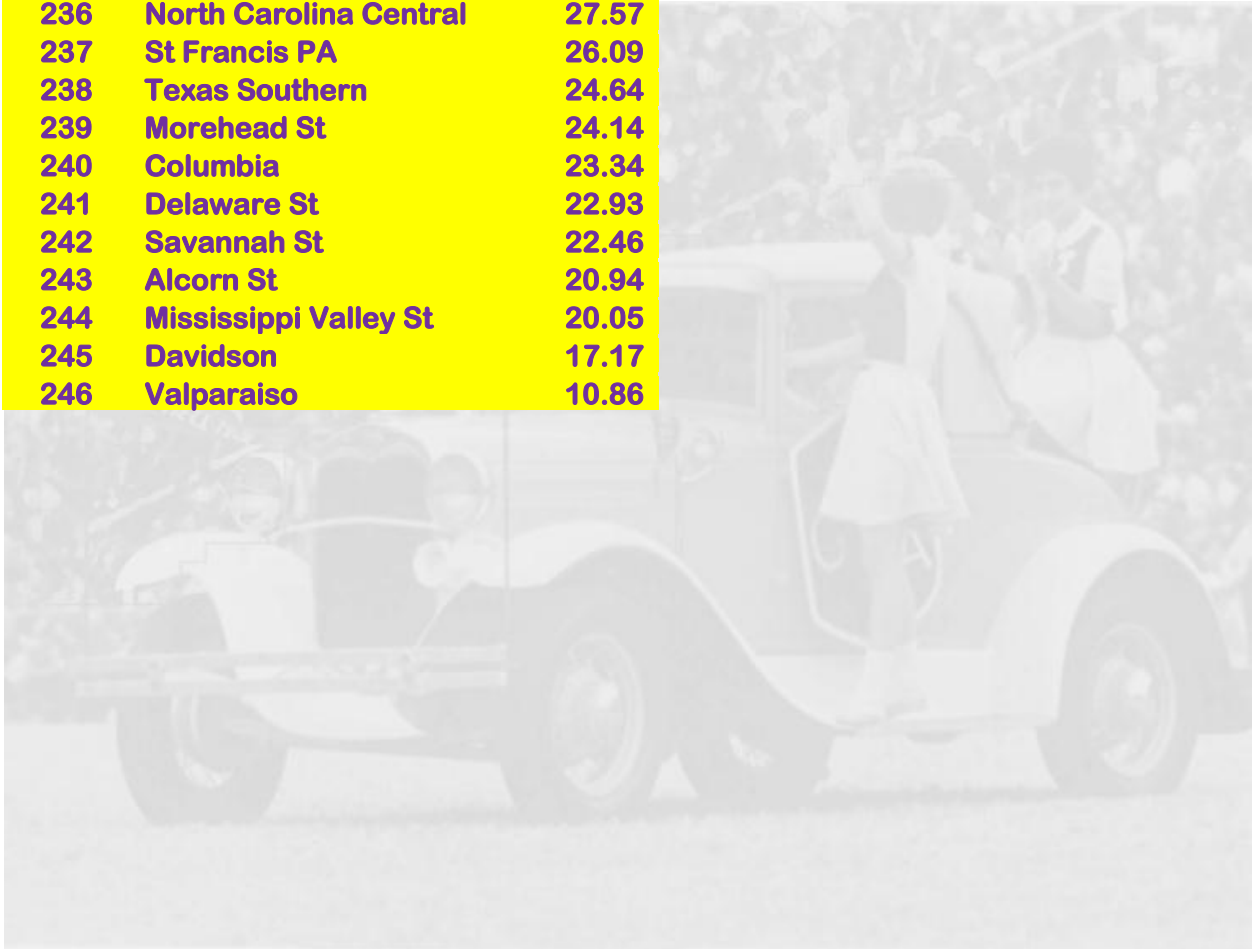 236 North Carolina Central 27.57
237 St Francis PA 26.09
238 Texas Southern 24.64
239 Morehead St 24.14
240 Columbia 23.34
241 Delaware St 22.93
242 Savannah St 22.46
243 Alcorn St 20.94
244 Mississippi Valley St 20.05
245 Davidson 17.17
246 Valparaiso 10.86